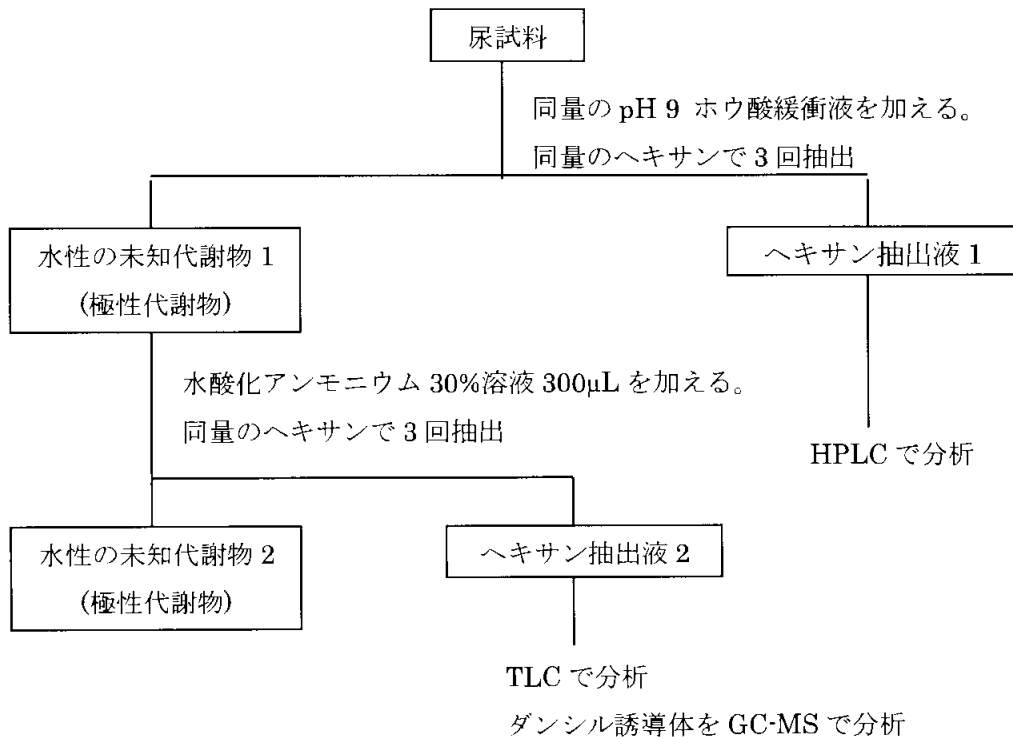 尿試料
同量の pH 9 ホウ酸緩衝液を加える。
同量のヘキサンで 3 回抽出
水性の未知代謝物 1
(極性代謝物)
ヘキサン抽出液 1
水酸化アンモニウム 30%溶液 300μL を加える。
同量のヘキサンで 3 回抽出
HPLC で分析
水性の未知代謝物 2
(極性代謝物)
ヘキサン抽出液 2
TLC で分析
ダンシル誘導体を GC-MS で分析